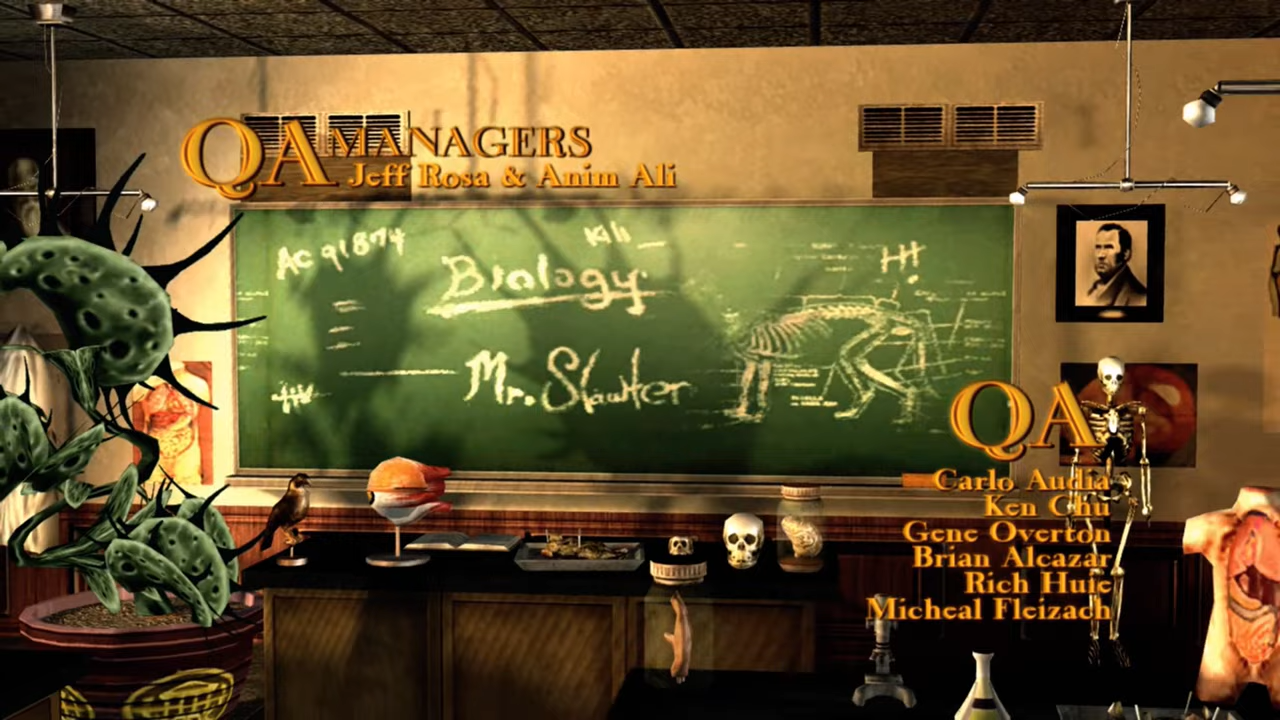 QA MANAGERS
Jeff Rosa & Anim Ali
Ac 91874
Biology
Mr. Slawter
QA
Carlo Audia
Ken Chu
Gene Overton
Brian Alcazar
Rich Huie
Micheal Fleizach